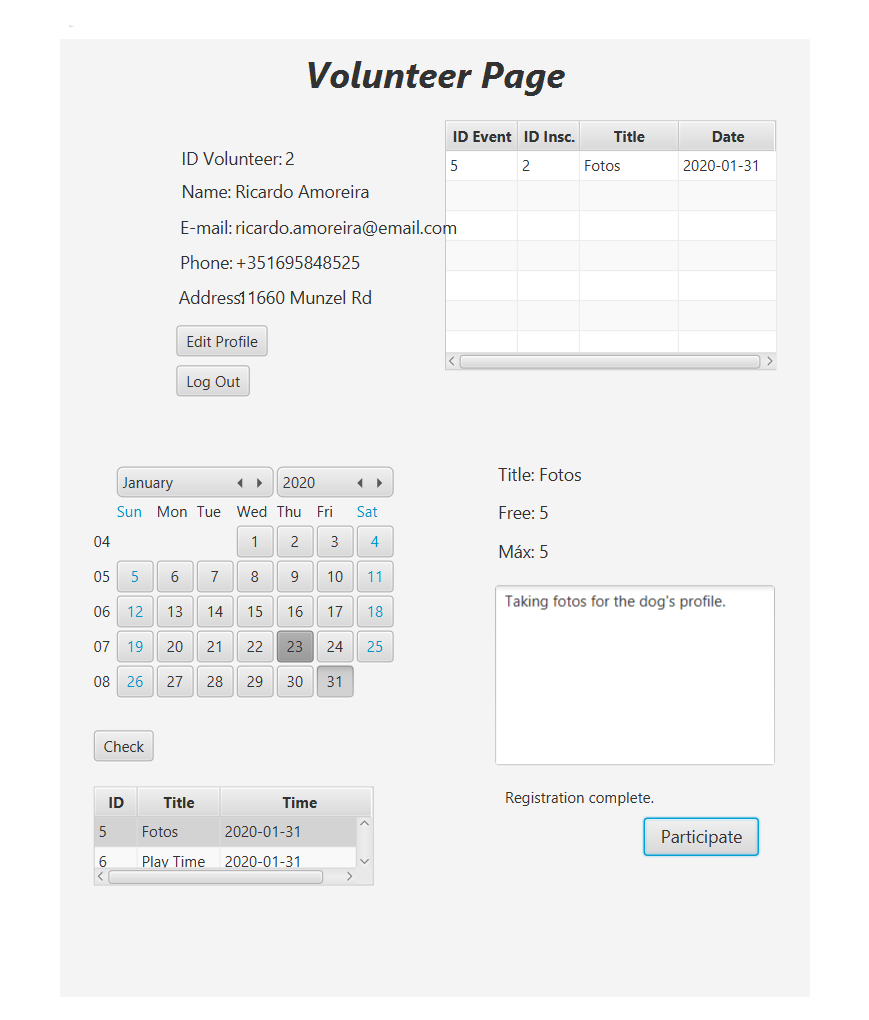 Volunteer Page
ID Volunteer: 2
Name: Ricardo Amoreira
E-mail: ricardo.amoreira@email.com
Phone: +351695848525
Address11660 Munzel Rd
Edit Profile
Log Out
ID Event ID Insc. Title Date
5 2 Fotos 2020-01-31
January 2020
Sun Mon Tue Wed Thu Fri Sat
04 1 2 3 4
05 5 6 7 8 9 10 11
06 12 13 14 15 16 17 18
07 19 20 21 22 23 24 25
08 26 27 28 29 30 31
Check
ID Title Time
5 Fotos 2020-01-31
6 Play Time 2020-01-31
Title: Fotos
Free: 5
Máx: 5
Taking fotos for the dog's profile.
Registration complete.
Participate